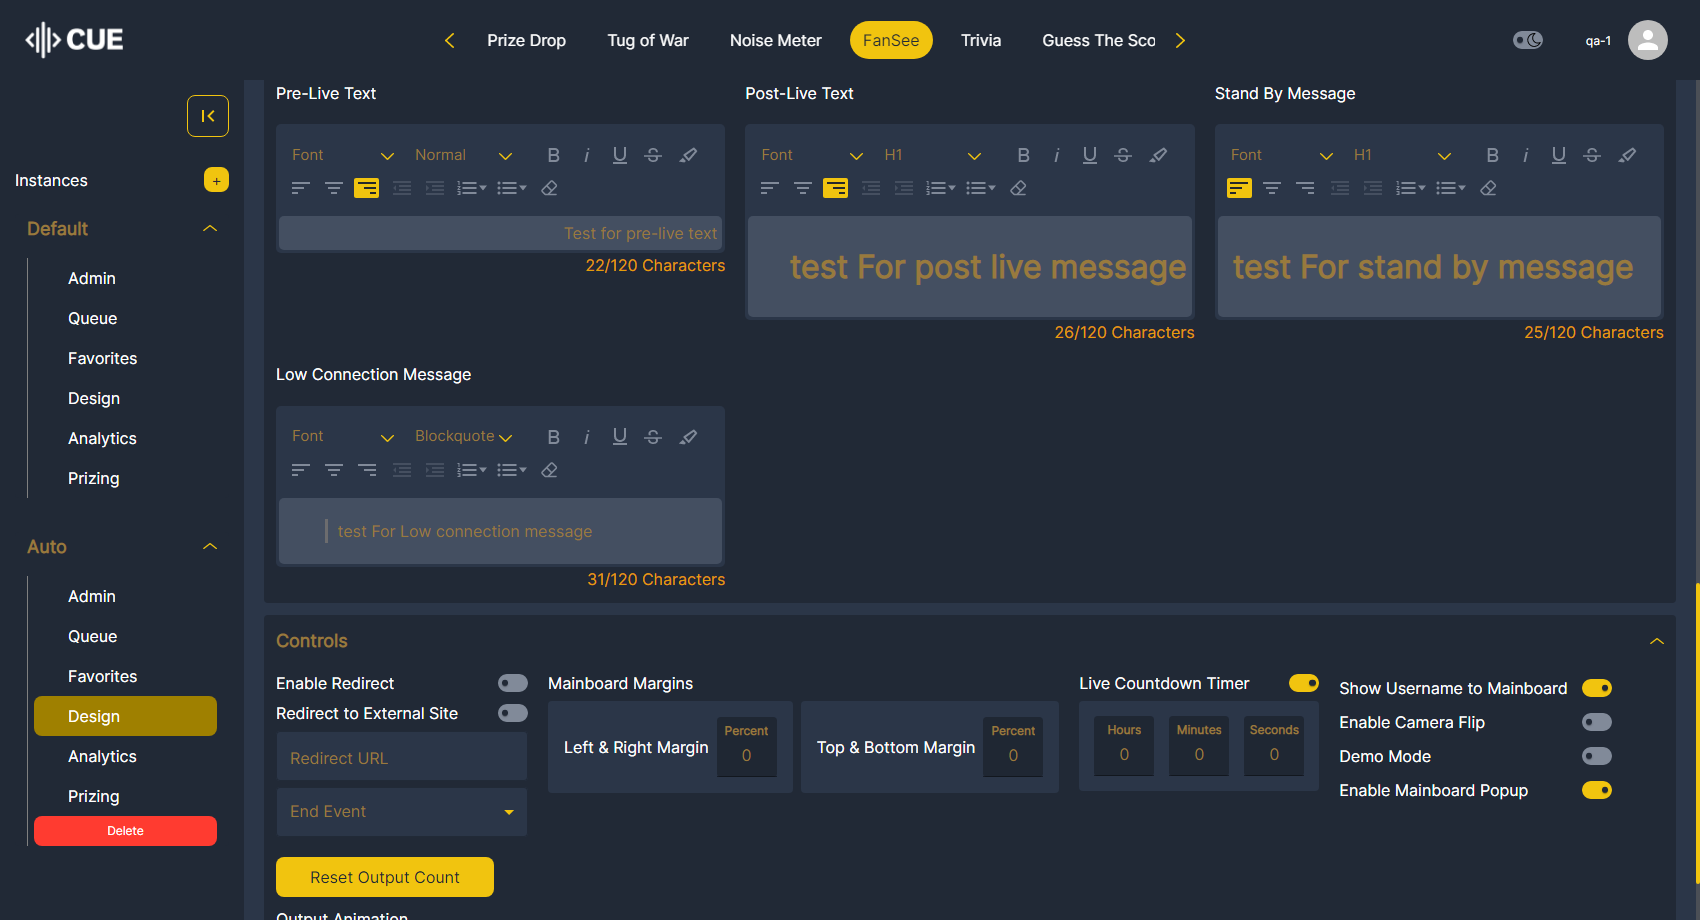 CUE
Prize Drop
Tug of War
Noise Meter
FanSee
Trivia
Guess The Sco
qa-1
Instances
+
Default
Admin
Queue
Favorites
Design
Analytics
Prizing
Auto
Admin
Queue
Favorites
Design
Analytics
Prizing
Delete
Pre-Live Text
Font
Normal
B
i
U
S
Test for pre-live text
22/120 Characters
Post-Live Text
Font
H1
B
i
U
S
test For post live message
26/120 Characters
Stand By Message
Font
H1
B
i
U
S
test For stand by message
25/120 Characters
Low Connection Message
Font
Blockquote
B
i
U
S
test For Low connection message
31/120 Characters
Controls
Enable Redirect
Redirect to External Site
Redirect URL
End Event
Reset Output Count
Output Animation
Mainboard Margins
Left & Right Margin
Percent
0
Top & Bottom Margin
Percent
0
Live Countdown Timer
Hours
0
Minutes
0
Seconds
0
Show Username to Mainboard
Enable Camera Flip
Demo Mode
Enable Mainboard Popup